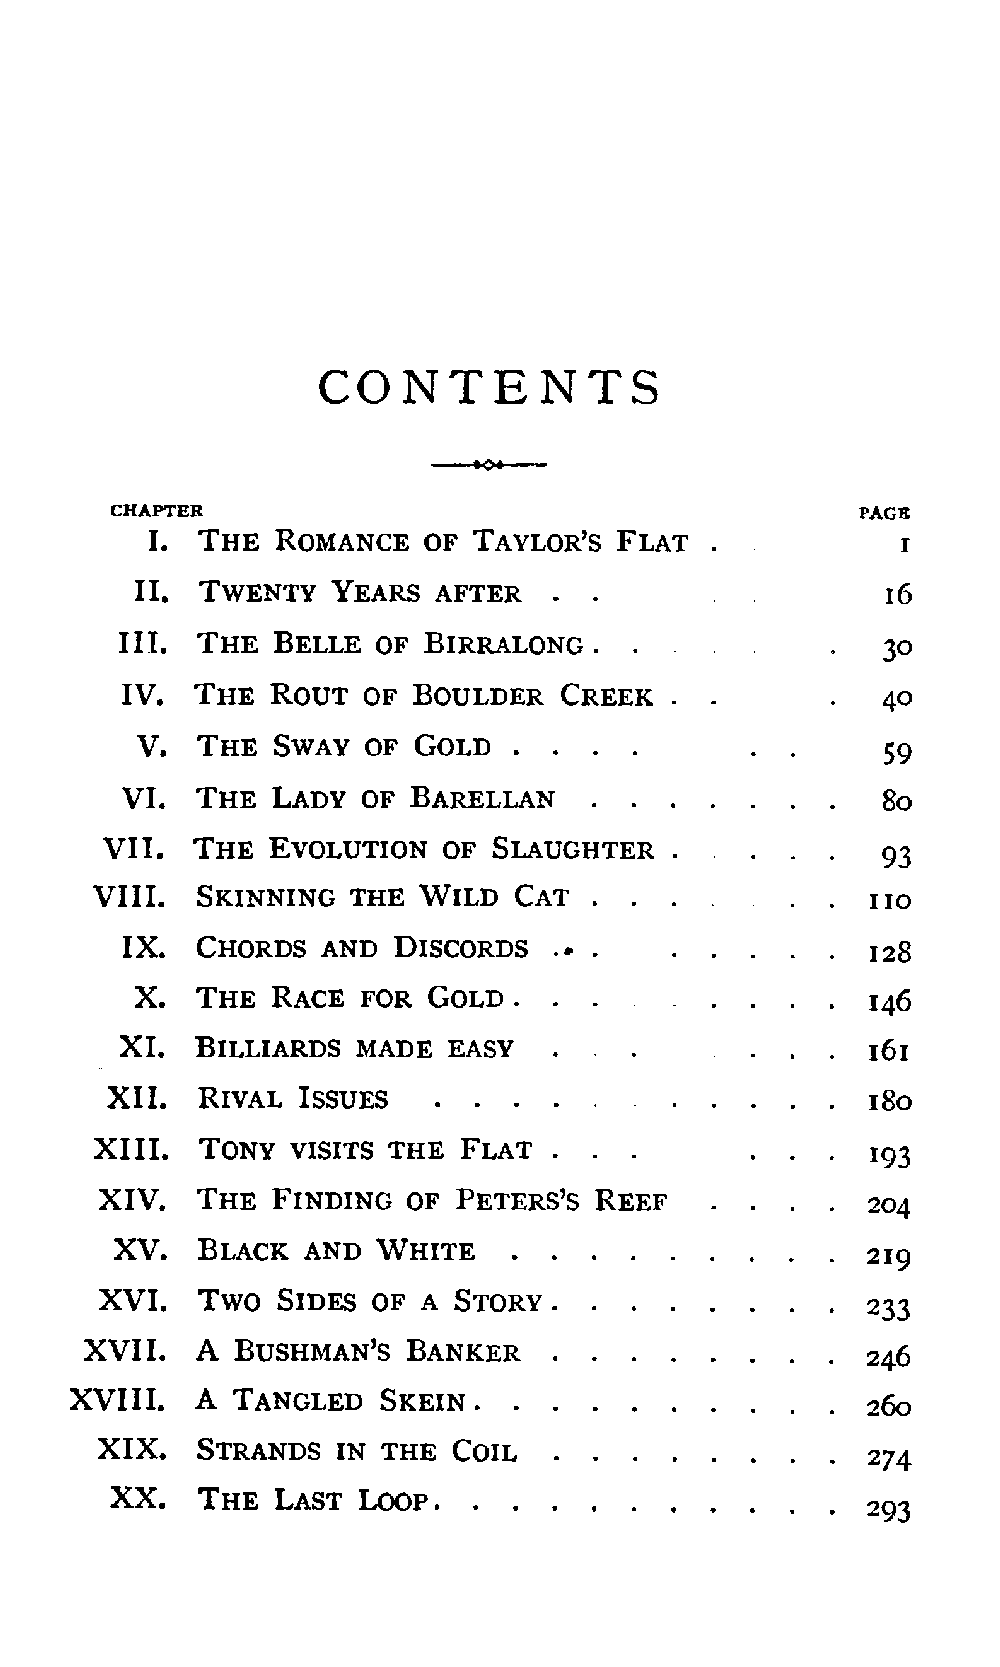 CONTENTS
CHAPTER PAGE
I. THE ROMANCE OF TAYLOR'S FLAT . 1
II. TWENTY YEARS AFTER . . 16
III. THE BELLE OF BIRRALONG . . . . . . 30
IV. THE ROUT OF BOULDER CREEK . . . 40
V. THE SWAY OF GOLD . . . . . . 59
VI. THE LADY OF BARELLAN . . . . . . . 80
VII. THE EVOLUTION OF SLAUGHTER . . . . . 93
VIII. SKINNING THE WILD CAT . . . . . . 110
IX. CHORDS AND DISCORDS . . . . . . . . 128
X. THE RACE FOR GOLD . . . . . . . . 146
XI. BILLIARDS MADE EASY . . . . . . 161
XII. RIVAL ISSUES . . . . . . . . . . . 180
XIII. TONY VISITS THE FLAT . . . . . . 193
XIV. THE FINDING OF PETERS'S REEF . . . . 204
XV. BLACK AND WHITE . . . . . . . . . 219
XVI. TWO SIDES OF A STORY . . . . . . . . 233
XVII. A BUSHMAN'S BANKER . . . . . . . . 246
XVIII. A TANGLED SKEIN . . . . . . . . . . 260
XIX. STRANDS IN THE COIL . . . . . . . . 274
XX. THE LAST LOOP . . . . . . . . . . . 293